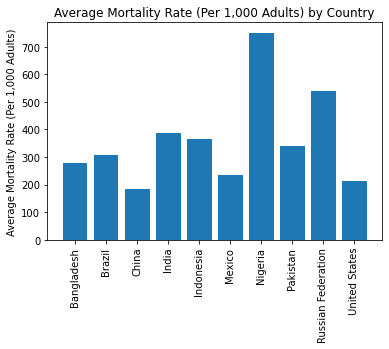 Average Mortality Rate (Per 1,000 Adults) by Country
Average Mortality Rate (Per 1,000 Adults)
700
600
500
400
300
200
100
0
Bangladesh
Brazil
China
India
Indonesia
Mexico
Nigeria
Pakistan
Russian Federation
United States